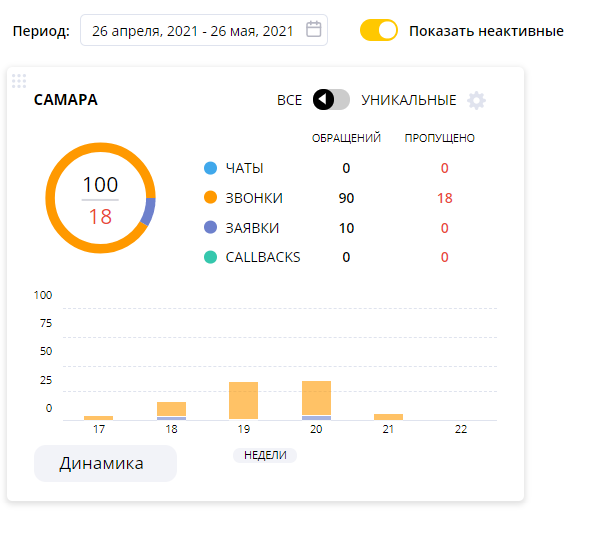 Период: 26 апреля, 2021 - 26 мая, 2021 Показать неактивные
САМАРА ВСЕ УНИКАЛЬНЫЕ
ОБРАЩЕНИЙ ПРОПУЩЕНО
100
18
ЧАТЫ 0 0
ЗВОНКИ 90 18
ЗАЯВКИ 10 0
CALLBACKS 0 0
100
75
50
25
0
17 18 19 20 21 22
НЕДЕЛИ
Динамика